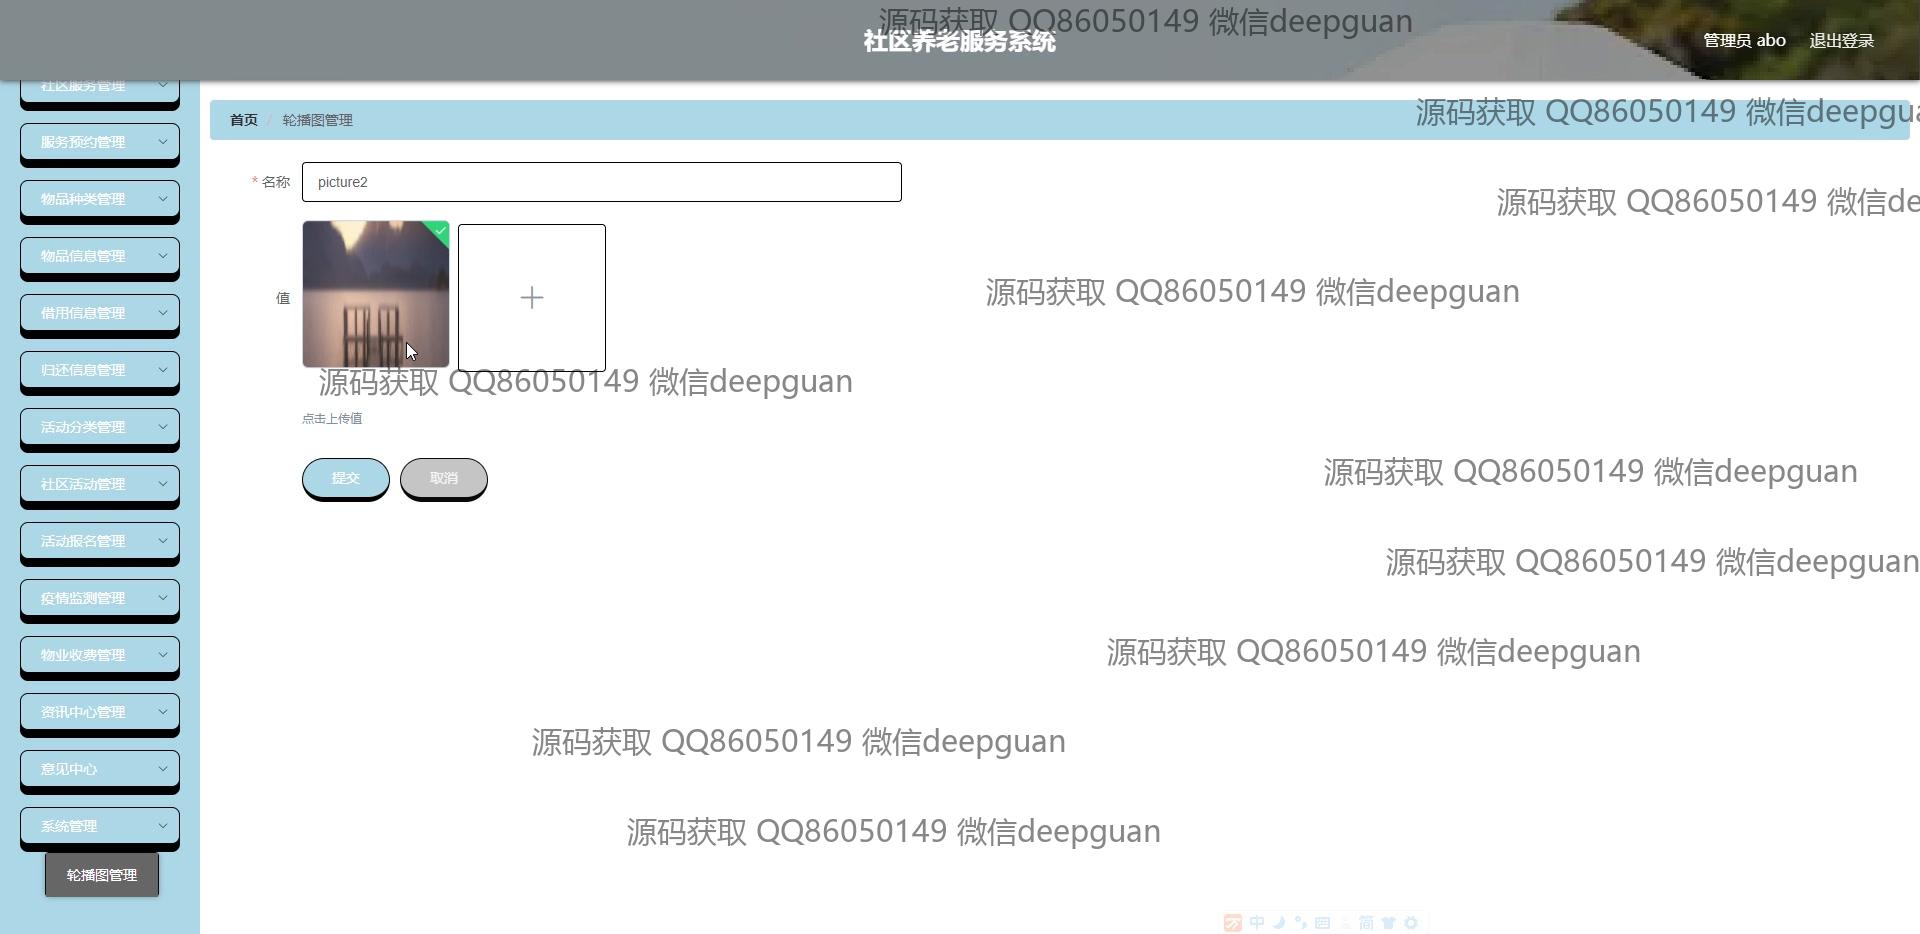 源码获取 QQ86050149 微信deepguan
社区养老服务系统
管理员 abo
退出登录
社区服务管理
服务预约管理
物品种类管理
物品信息管理
借用信息管理
归还信息管理
活动分类管理
社区活动管理
活动报名管理
疫情监测管理
物业收费管理
资讯中心管理
意见中心
系统管理
轮播图管理
首页 / 轮播图管理
源码获取 QQ86050149 微信deepgua
* 名称
picture2
源码获取 QQ86050149 微信de
值
源码获取 QQ86050149 微信deepguan
源码获取 QQ86050149 微信deepguan
点击上传值
提交
取消
源码获取 QQ86050149 微信deepguan
源码获取 QQ86050149 微信deepguan
源码获取 QQ86050149 微信deepguan
源码获取 QQ86050149 微信deepguan
源码获取 QQ86050149 微信deepguan
中
简